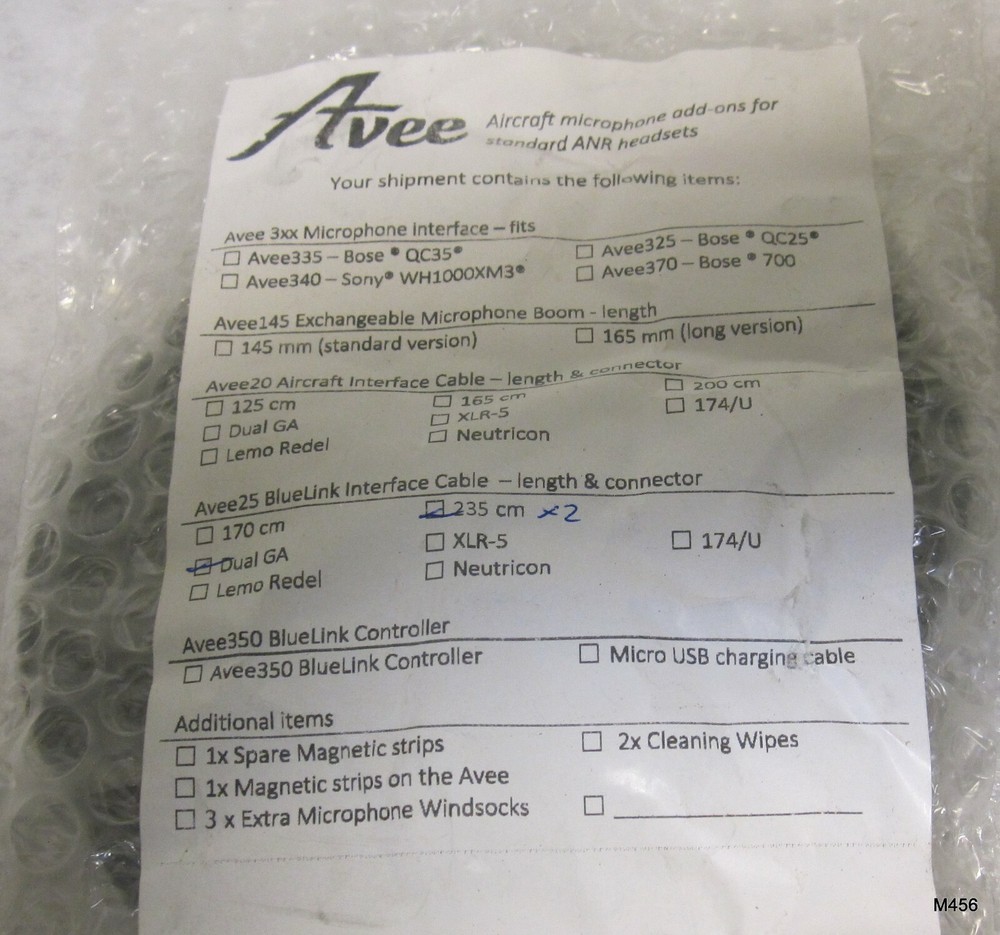 Avee
Aircraft microphone add-ons for
standard ANR headsets
Your shipment contains the following items:
Avee 3xx Microphone interface – fits
☐ Avee335 – Bose® QC35® ☐ Avee325 – Bose® QC25®
☐ Avee340 – Sony® WH1000XM3® ☐ Avee370 – Bose® 700
Avee145 Exchangeable Microphone Boom - length
☐ 145 mm (standard version) ☐ 165 mm (long version)
Avee20 Aircraft Interface Cable – length & connector
☐ 125 cm ☐ 165 cm ☐ 200 cm
☐ Dual GA ☐ XLR-5 ☐ 174/U
☐ Lemo Redel ☐ Neutricon
Avee25 BlueLink Interface Cable – length & connector
☐ 170 cm ☑ 235 cm x2
☑ Dual GA ☐ XLR-5 ☐ 174/U
☐ Lemo Redel ☐ Neutricon
Avee350 BlueLink Controller
☐ Avee350 BlueLink Controller ☐ Micro USB charging cable
Additional items
☐ 1x Spare Magnetic strips ☐ 2x Cleaning Wipes
☐ 1x Magnetic strips on the Avee
☐ 3 x Extra Microphone Windsocks ☐
M456